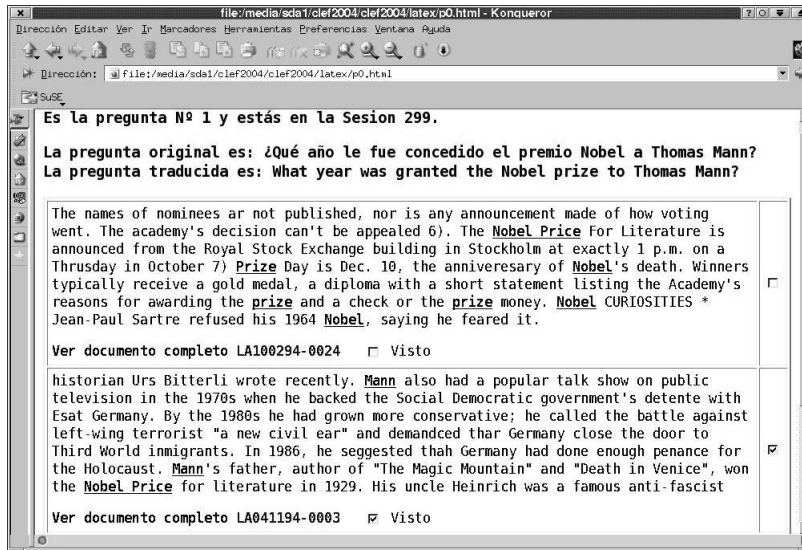 file:/media/sda1/clef2004/clef2004/latex/p0.html - Konqueror
Dirección Editar Ver Ir Marcadores Herramientas Preferencias Ventana Ayuda
Dirección: file:/media/sda1/clef2004/clef2004/latex/p0.html
SuSE
Es la pregunta Nº 1 y estás en la Sesion 299.
La pregunta original es: ¿Qué año le fue concedido el premio Nobel a Thomas Mann?
La pregunta traducida es: What year was granted the Nobel prize to Thomas Mann?
The names of nominees ar not published, nor is any announcement made of how voting
went. The academy's decision can't be appealed 6). The Nobel Price For Literature is
announced from the Royal Stock Exchange building in Stockholm at exactly 1 p.m. on a
Thrusday in October 7) Prize Day is Dec. 10, the anniveresary of Nobel's death. Winners
typically receive a gold medal, a diploma with a short statement listing the Academy's
reasons for awarding the prize and a check or the prize money. Nobel CURIOSITIES *
Jean-Paul Sartre refused his 1964 Nobel, saying he feared it.
Ver documento completo LA100294-0024 Visto
historian Urs Bitterli wrote recently. Mann also had a popular talk show on public
television in the 1970s when he backed the Social Democratic government's detente with
Esat Germany. By the 1980s he had grown more conservative; he called the battle against
left-wing terrorist "a new civil ear" and demandced thar Germany close the door to
Third World inmigrants. In 1986, he seggested thah Germany had done enough penance for
the Holocaust. Mann's father, author of "The Magic Mountain" and "Death in Venice", won
the Nobel Price for literature in 1929. His uncle Heinrich was a famous anti-fascist
Ver documento completo LA041194-0003 Visto